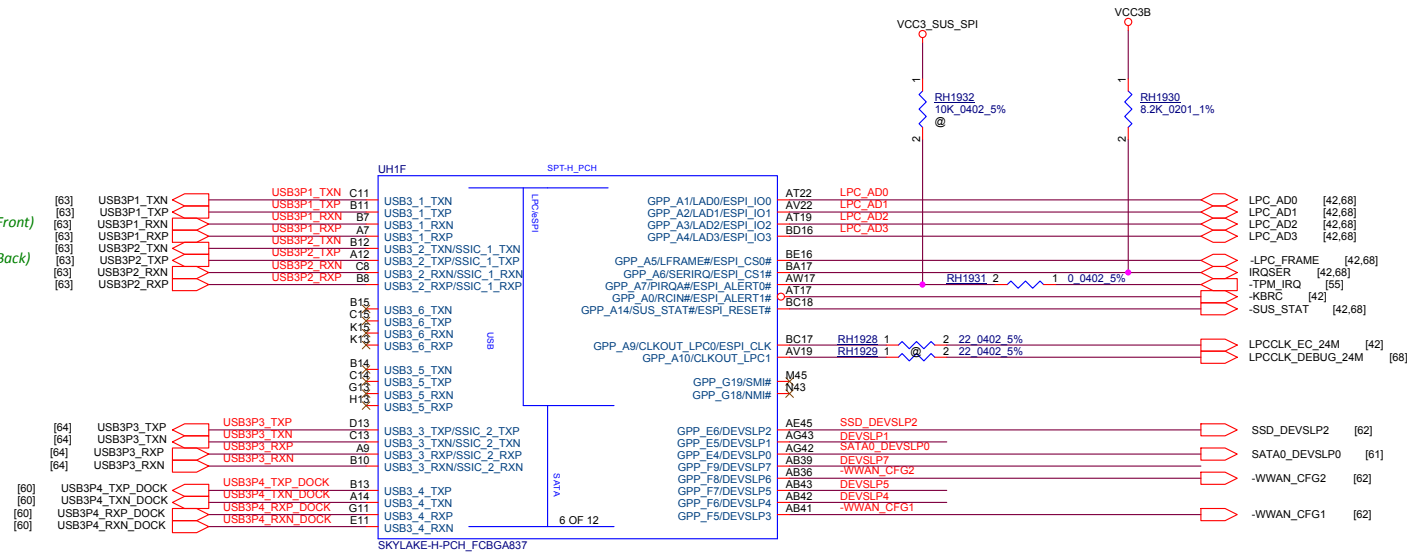 VCC3_SUS_SPI
VCC3B
1
RH1932
10K_0402_5%
@
2
1
RH1930
8.2K_0201_1%
2
UH1F
SPT-H_PCH
Front)
Back)
[63] USB3P1_TXN USB3P1_TXN C11 USB3_1_TXN
[63] USB3P1_TXP USB3P1_TXP B11 USB3_1_TXP
[63] USB3P1_RXN USB3P1_RXN B7 USB3_1_RXN
[63] USB3P1_RXP USB3P1_RXP A7 USB3_1_RXP
[63] USB3P2_TXN USB3P2_TXN B12 USB3_2_TXN/SSIC_1_TXN
[63] USB3P2_TXP USB3P2_TXP A12 USB3_2_TXP/SSIC_1_TXP
[63] USB3P2_RXN USB3P2_RXN C8 USB3_2_RXN/SSIC_1_RXN
[63] USB3P2_RXP USB3P2_RXP B8 USB3_2_RXP/SSIC_1_RXP
B15 USB3_6_TXN
C15 USB3_6_TXP
K15 USB3_6_RXN
K13 USB3_6_RXP
B14 USB3_5_TXN
C14 USB3_5_TXP
G13 USB3_5_RXN
H13 USB3_5_RXP
[64] USB3P3_TXP USB3P3_TXP D13 USB3_3_TXP/SSIC_2_TXP
[64] USB3P3_TXN USB3P3_TXN C13 USB3_3_TXN/SSIC_2_TXN
[64] USB3P3_RXP USB3P3_RXP A9 USB3_3_RXP/SSIC_2_RXP
[64] USB3P3_RXN USB3P3_RXN B10 USB3_3_RXN/SSIC_2_RXN
[60] USB3P4_TXP_DOCK USB3P4_TXP_DOCK B13 USB3_4_TXP
[60] USB3P4_TXN_DOCK USB3P4_TXN_DOCK A14 USB3_4_TXN
[60] USB3P4_RXP_DOCK USB3P4_RXP_DOCK G11 USB3_4_RXP
[60] USB3P4_RXN_DOCK USB3P4_RXN_DOCK E11 USB3_4_RXN
LPC/eSPI
USB
SATA
6 OF 12
GPP_A1/LAD0/ESPI_IO0 AT22 LPC_AD0 LPC_AD0 [42,68]
GPP_A2/LAD1/ESPI_IO1 AV22 LPC_AD1 LPC_AD1 [42,68]
GPP_A3/LAD2/ESPI_IO2 AT19 LPC_AD2 LPC_AD2 [42,68]
GPP_A4/LAD3/ESPI_IO3 BD16 LPC_AD3 LPC_AD3 [42,68]
GPP_A5/LFRAME#/ESPI_CS0# BE16 -LPC_FRAME [42,68]
GPP_A6/SERIRQ/ESPI_CS1# BA17 IRQSER [42,68]
GPP_A7/PIRQA#/ESPI_ALERT0# AW17 RH1931 2 1 0_0402_5% -TPM_IRQ [55]
GPP_A0/RCIN#/ESPI_ALERT1# AT17 -KBRC [42]
GPP_A14/SUS_STAT#/ESPI_RESET# BC18 -SUS_STAT [42,68]
GPP_A9/CLKOUT_LPC0/ESPI_CLK BC17 RH1928 1 2 22_0402_5% LPCCLK_EC_24M [42]
GPP_A10/CLKOUT_LPC1 AV19 RH1929 1 @ 2 22_0402_5% LPCCLK_DEBUG_24M [68]
GPP_G19/SMI# M45
GPP_G18/NMI# N43
GPP_E6/DEVSLP2 AE45 SSD_DEVSLP2 SSD_DEVSLP2 [62]
GPP_E5/DEVSLP1 AG43 DEVSLP1
GPP_E4/DEVSLP0 AG42 SATA0_DEVSLP0 SATA0_DEVSLP0 [61]
GPP_F9/DEVSLP7 AB39 DEVSLP7
GPP_F8/DEVSLP6 AB36 -WWAN_CFG2 -WWAN_CFG2 [62]
GPP_F7/DEVSLP5 AB43 DEVSLP5
GPP_F6/DEVSLP4 AB42 DEVSLP4
GPP_F5/DEVSLP3 AB41 -WWAN_CFG1 -WWAN_CFG1 [62]
SKYLAKE-H-PCH_FCBGA837